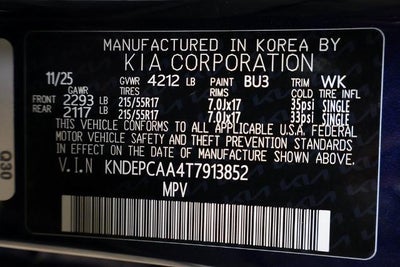 MANUFACTURED IN KOREA BY
KIA CORPORATION
11/25 GVWR 4212 LB PAINT BU3 TRIM WK
GAWR TIRES RIMS COLD TIRE INFL
FRONT 2293 LB 215/55R17 7.0Jx17 35psi SINGLE
REAR 2117 LB 215/55R17 7.0Jx17 33psi SINGLE
THIS VEHICLE CONFORMS TO ALL APPLICABLE U.S.A. FEDERAL
MOTOR VEHICLE SAFETY AND THEFT PREVENTION STANDARDS
IN EFFECT ON THE DATE OF MANUFACTURE SHOWN ABOVE.
V.I.N KNDEPCAA4T7913852
MPV
Q30